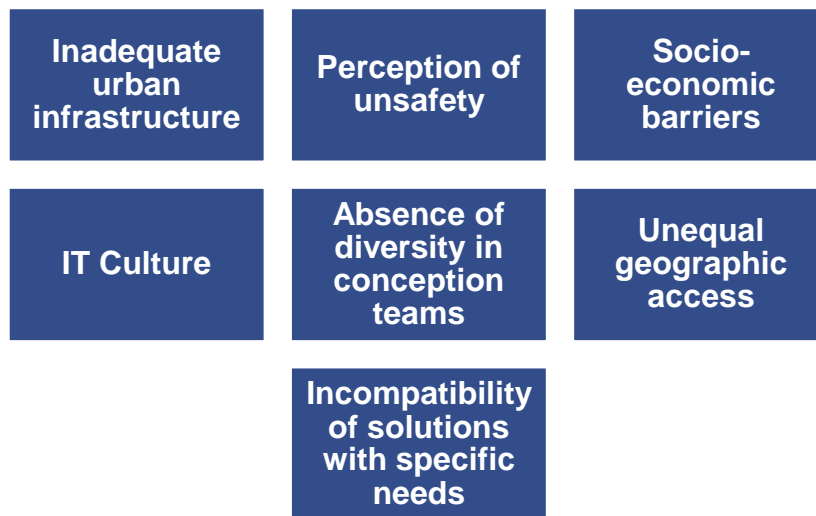 Inadequate
urban
infrastructure
Perception of
unsafety
Socio-
economic
barriers
IT Culture
Absence of
diversity in
conception
teams
Unequal
geographic
access
Incompatibility
of solutions
with specific
needs